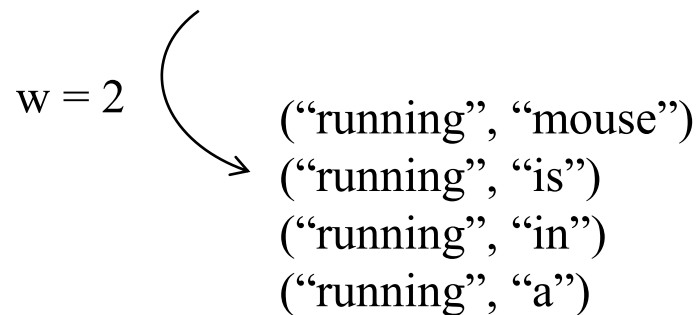 w = 2
(“running”, “mouse”)
(“running”, “is”)
(“running”, “in”)
(“running”, “a”)